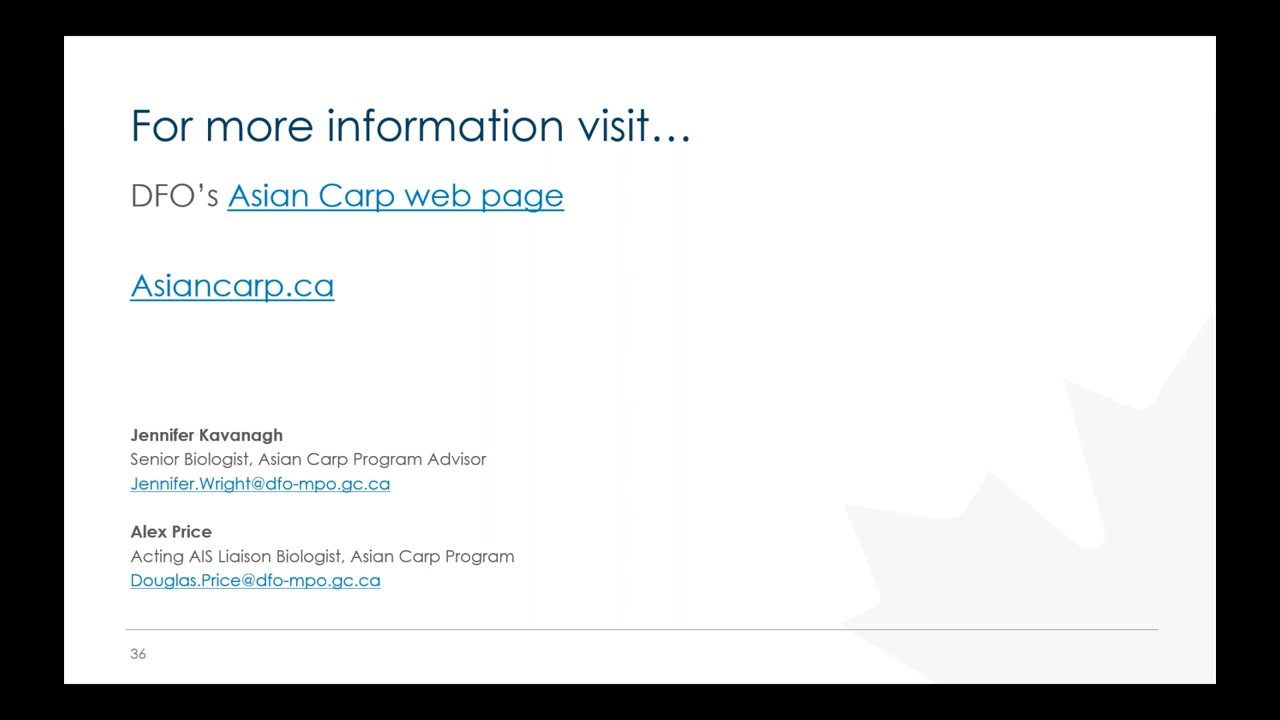 For more information visit…
DFO’s Asian Carp web page
Asiancarp.ca
Jennifer Kavanagh
Senior Biologist, Asian Carp Program Advisor
Jennifer.Wright@dfo-mpo.gc.ca
Alex Price
Acting AIS Liaison Biologist, Asian Carp Program
Douglas.Price@dfo-mpo.gc.ca
36